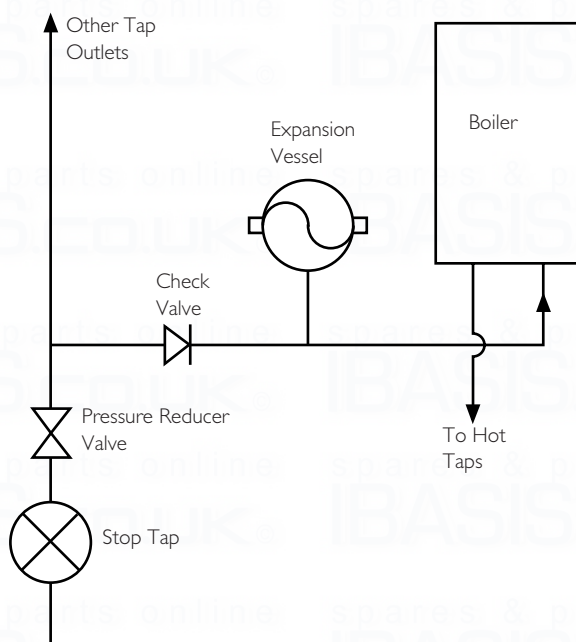 Other Tap
Outlets
Boiler
Expansion
Vessel
Check
Valve
Pressure Reducer
Valve
To Hot
Taps
Stop Tap